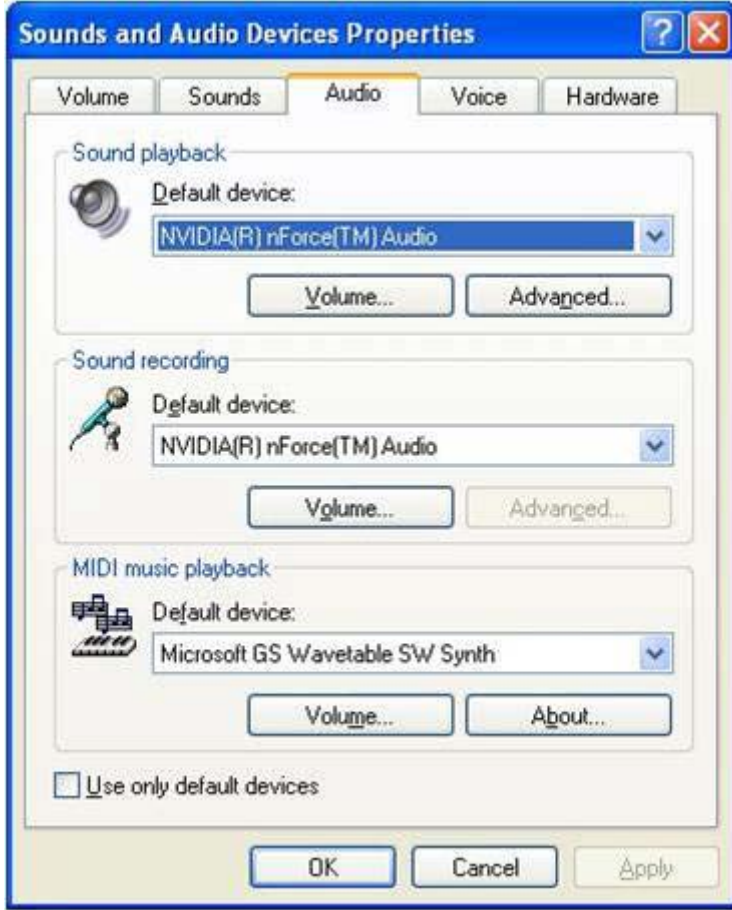 Sounds and Audio Devices Properties
Volume Sounds Audio Voice Hardware
Sound playback
Default device:
NVIDIA(R) nForce(TM) Audio
Volume... Advanced...
Sound recording
Default device:
NVIDIA(R) nForce(TM) Audio
Volume... Advanced...
MIDI music playback
Default device:
Microsoft GS Wavetable SW Synth
Volume... About...
Use only default devices
OK Cancel Apply